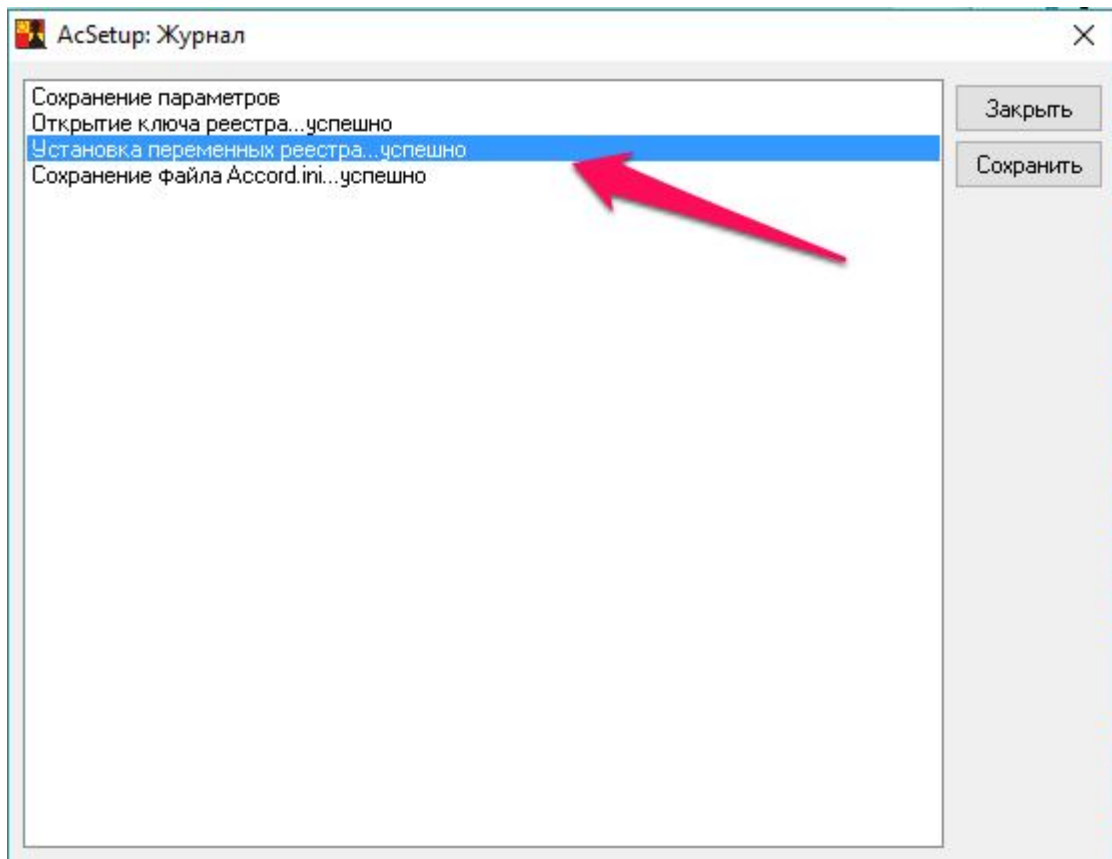 AcSetup: Журнал
Сохранение параметров
Открытие ключа реестра...успешно
Установка переменных реестра...успешно
Сохранение файла Accord.ini...успешно
Закрыть
Сохранить